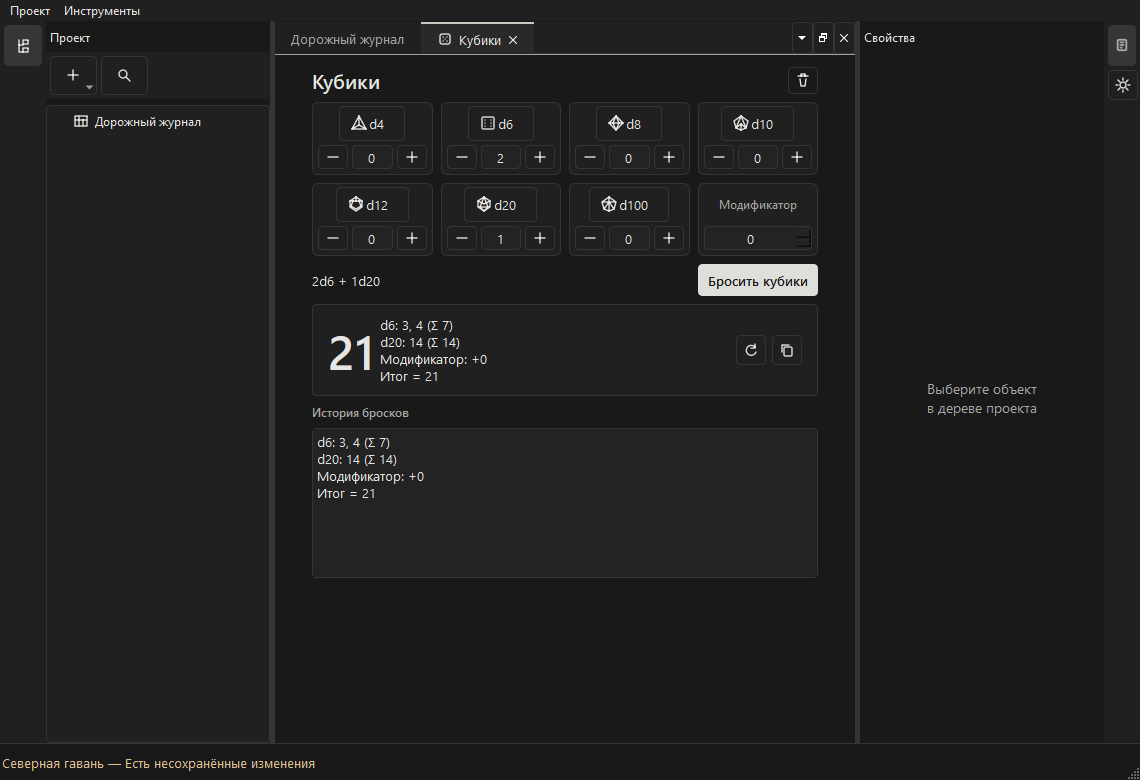 Проект Инструменты
Проект
Дорожный журнал
Дорожный журнал Кубики
Свойства
Кубики
d4 d6 d8 d10
0 2 0 0
d12 d20 d100 Модификатор
0 1 0 0
2d6 + 1d20
Бросить кубики
21
d6: 3, 4 (Σ 7)
d20: 14 (Σ 14)
Модификатор: +0
Итог = 21
История бросков
d6: 3, 4 (Σ 7)
d20: 14 (Σ 14)
Модификатор: +0
Итог = 21
Выберите объект
в дереве проекта
Северная гавань — Есть несохранённые изменения